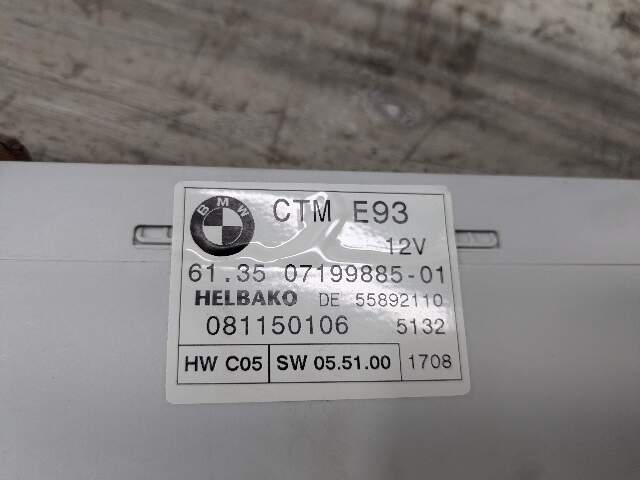 BMW CTM E93
12V
61.35 07199885-01
HELBAKO DE 55892110
081150106 5132
HW C05 SW 05.51.00 1708